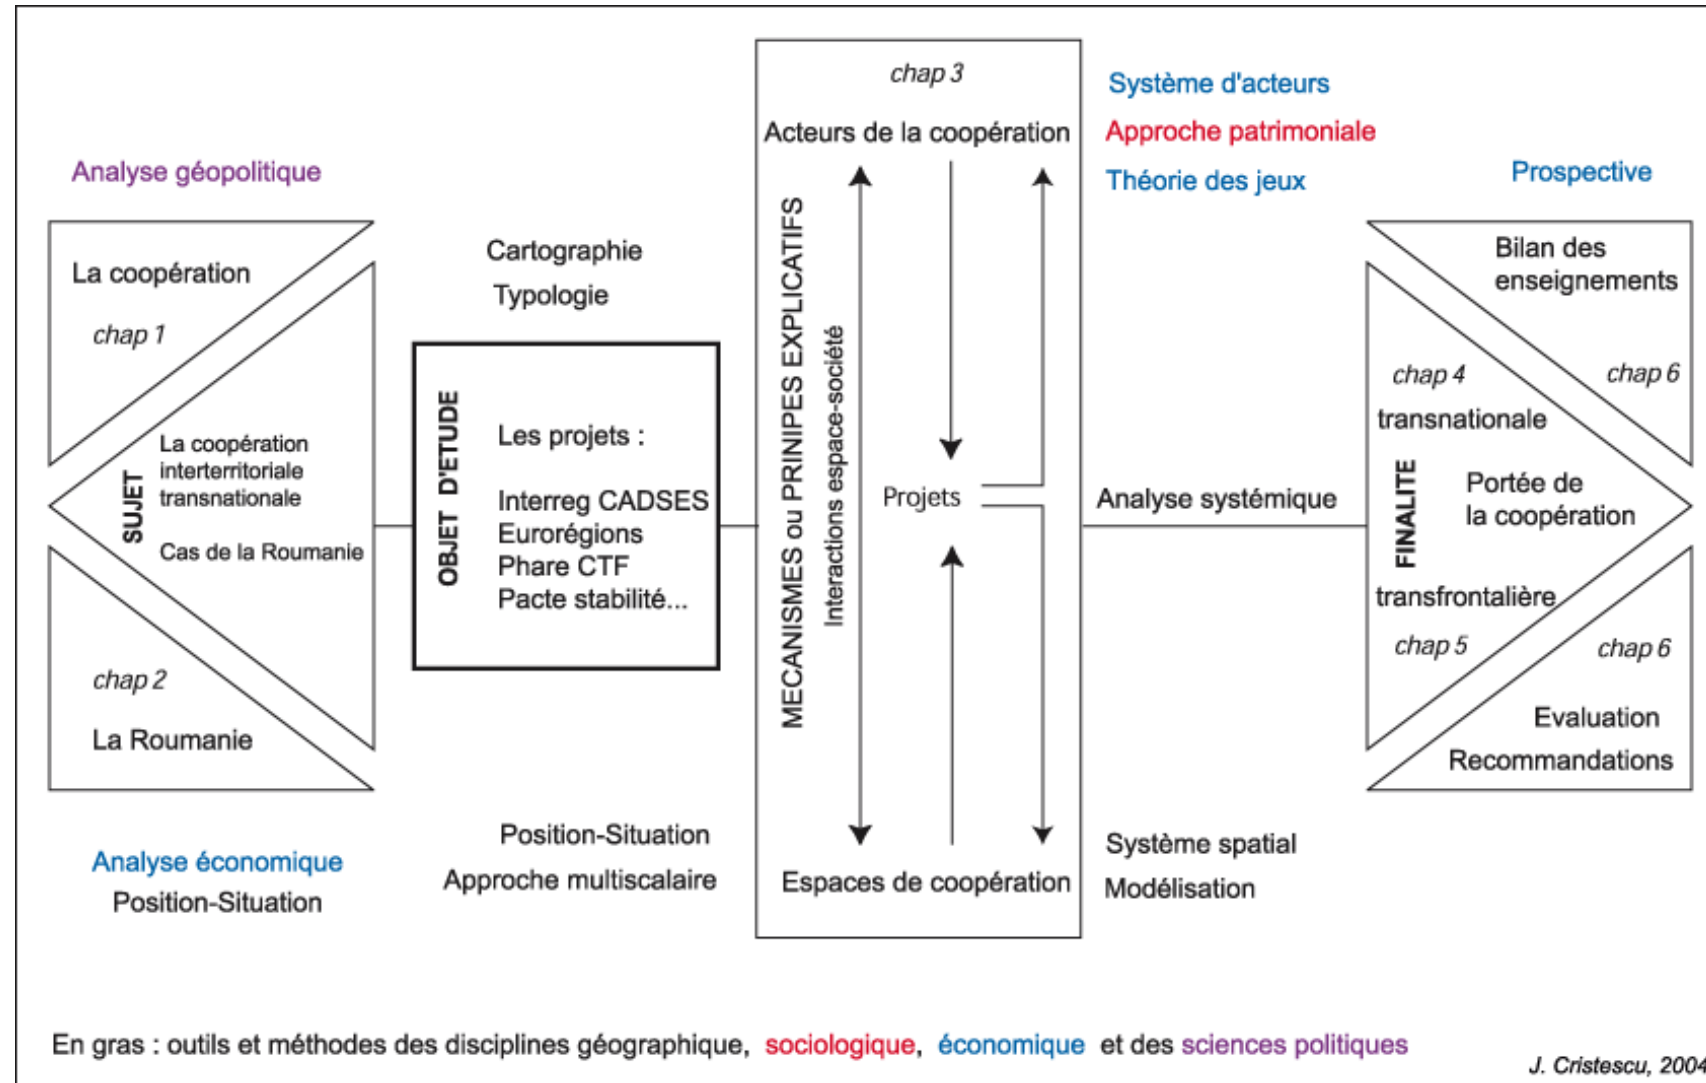 Analyse géopolitique
La coopération
chap 1
SUJET
La coopération
interterritoriale
transnationale
Cas de la Roumanie
chap 2
La Roumanie
Analyse économique
Position-Situation
Cartographie
Typologie
OBJET D'ETUDE
Les projets :
Interreg CADSES
Eurorégions
Phare CTF
Pacte stabilité...
Position-Situation
Approche multiscalaire
chap 3
Acteurs de la coopération
MECANISMES ou PRINIPES EXPLICATIFS
Interactions espace-société
Projets
Espaces de coopération
Système d'acteurs
Approche patrimoniale
Théorie des jeux
Analyse systémique
Système spatial
Modélisation
Prospective
Bilan des
enseignements
chap 6
chap 4
transnationale
FINALITE
Portée de
la coopération
transfrontalière
chap 5
chap 6
Evaluation
Recommandations
En gras : outils et méthodes des disciplines géographique, sociologique, économique et des sciences politiques
J. Cristescu, 2004